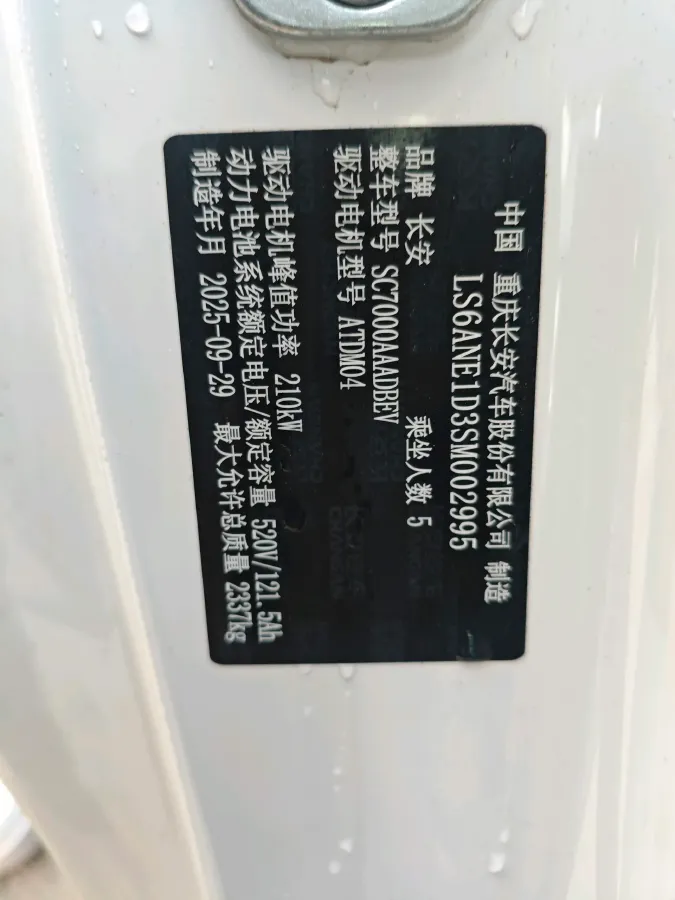 中国 重庆长安汽车股份有限公司 制造
LS6ANE1D3SM002995
品牌 长安 乘坐人数 5
整车型号 SC7000AAADBEV
驱动电机型号 ATDM04
驱动电机峰值功率 210kW
动力电池系统额定电压/额定容量 520V/121.5Ah
制造年月 2025-09-29 最大允许总质量 2337kg